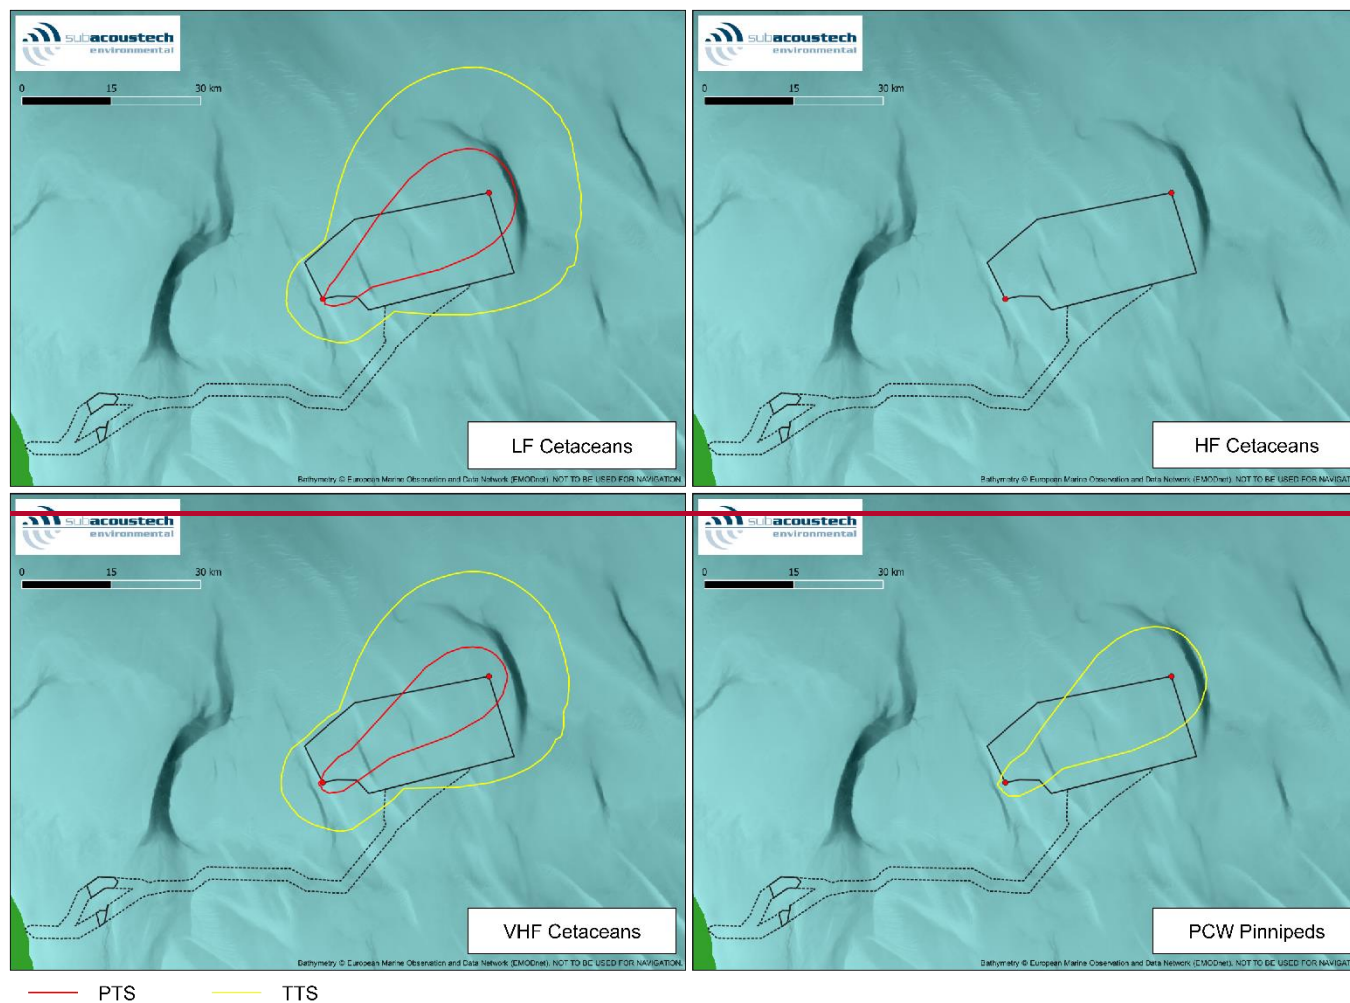 subacoustech
environmental
0 15 30 km
LF Cetaceans
Bathymetry © European Marine Observation and Data Network (EMODnet). NOT TO BE USED FOR NAVIGATION.
subacoustech
environmental
0 15 30 km
HF Cetaceans
Bathymetry © European Marine Observation and Data Network (EMODnet). NOT TO BE USED FOR NAVIGAT
subacoustech
environmental
0 15 30 km
VHF Cetaceans
Bathymetry © European Marine Observation and Data Network (EMODnet). NOT TO BE USED FOR NAVIGATION.
subacoustech
environmental
0 15 30 km
PCW Pinnipeds
Bathymetry © European Marine Observation and Data Network (EMODnet). NOT TO BE USED FOR NAVIGAT
PTS TTS